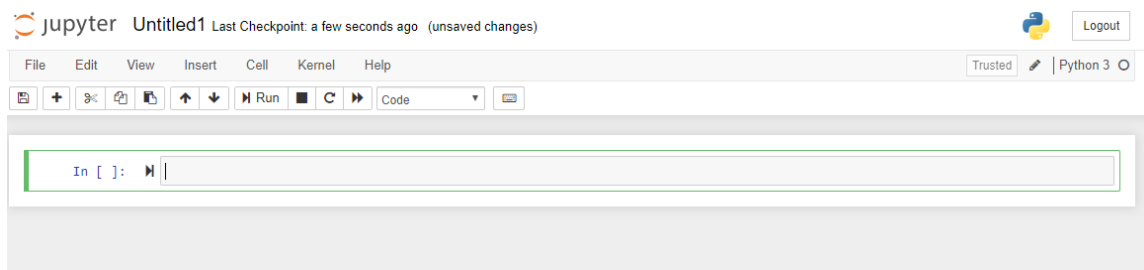 jupyter Untitled1 Last Checkpoint: a few seconds ago (unsaved changes) Logout
File Edit View Insert Cell Kernel Help Trusted Python 3
Run Code
In [ ]: